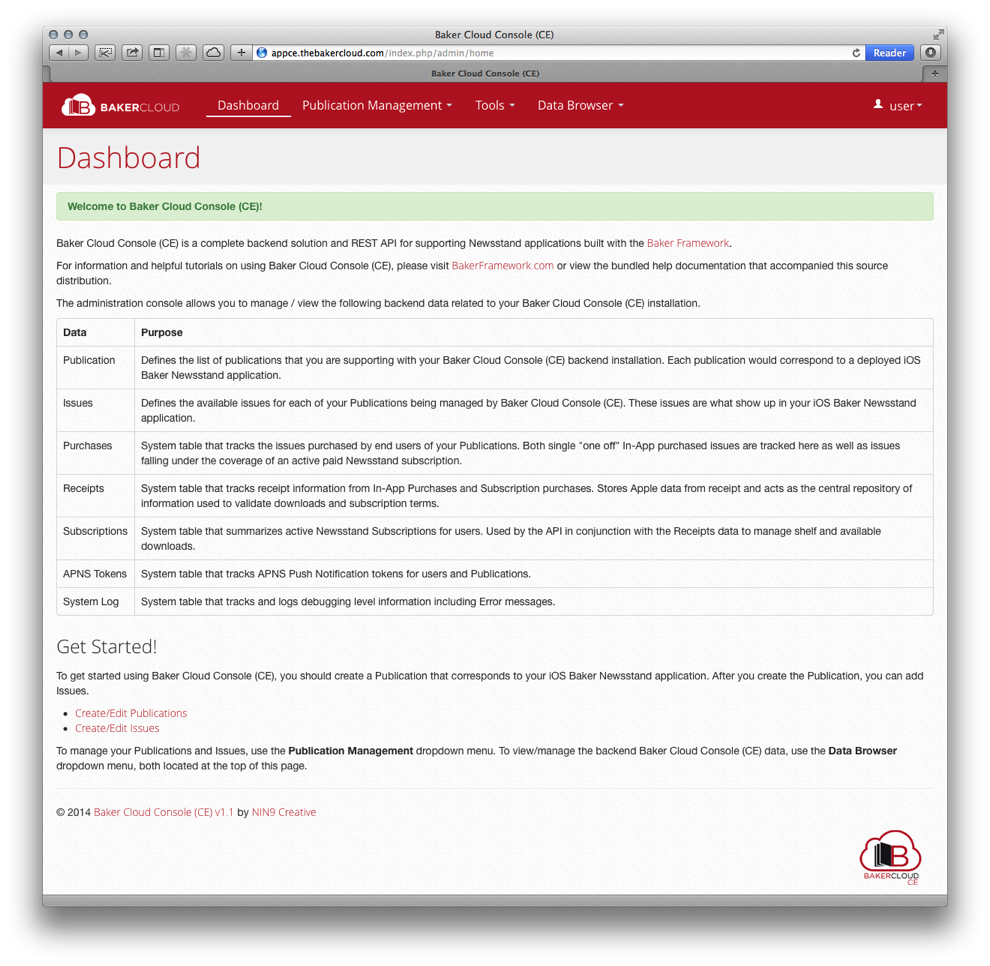 Baker Cloud Console (CE)
appce.thebakercloud.com/index.php/admin/home
Reader
Baker Cloud Console (CE)
BAKERCLOUD
Dashboard
Publication Management
Tools
Data Browser
user
Dashboard
Welcome to Baker Cloud Console (CE)!
Baker Cloud Console (CE) is a complete backend solution and REST API for supporting Newsstand applications built with the Baker Framework.
For information and helpful tutorials on using Baker Cloud Console (CE), please visit BakerFramework.com or view the bundled help documentation that accompanied this source
distribution.
The administration console allows you to manage / view the following backend data related to your Baker Cloud Console (CE) installation.
Data
Purpose
Publication
Defines the list of publications that you are supporting with your Baker Cloud Console (CE) backend installation. Each publication would correspond to a deployed iOS
Baker Newsstand application.
Issues
Defines the available issues for each of your Publications being managed by Baker Cloud Console (CE). These issues are what show up in your iOS Baker Newsstand
application.
Purchases
System table that tracks the issues purchased by end users of your Publications. Both single "one off" In-App purchased issues are tracked here as well as issues
falling under the coverage of an active paid Newsstand subscription.
Receipts
System table that tracks receipt information from In-App Purchases and Subscription purchases. Stores Apple data from receipt and acts as the central repository of
information used to validate downloads and subscription terms.
Subscriptions
System table that summarizes active Newsstand Subscriptions for users. Used by the API in conjunction with the Receipts data to manage shelf and available
downloads.
APNS Tokens
System table that tracks APNS Push Notification tokens for users and Publications.
System Log
System table that tracks and logs debugging level information including Error messages.
Get Started!
To get started using Baker Cloud Console (CE), you should create a Publication that corresponds to your iOS Baker Newsstand application. After you create the Publication, you can add
Issues.
• Create/Edit Publications
• Create/Edit Issues
To manage your Publications and Issues, use the Publication Management dropdown menu. To view/manage the backend Baker Cloud Console (CE) data, use the Data Browser
dropdown menu, both located at the top of this page.
© 2014 Baker Cloud Console (CE) v1.1 by NIN9 Creative
B
BAKERCLOUD
CE